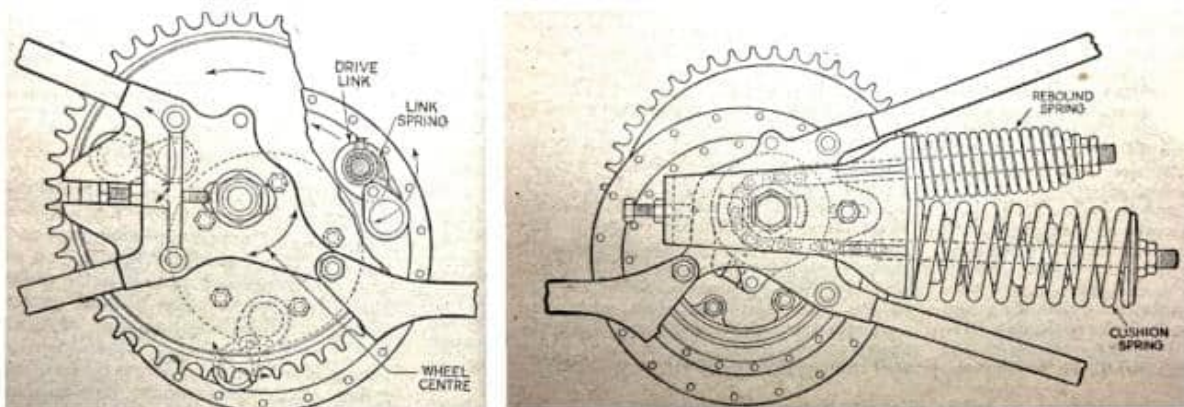 DRIVE
LINK
LINK
SPRING
WHEEL
CENTRE
REBOUND
SPRING
CUSHION
SPRING